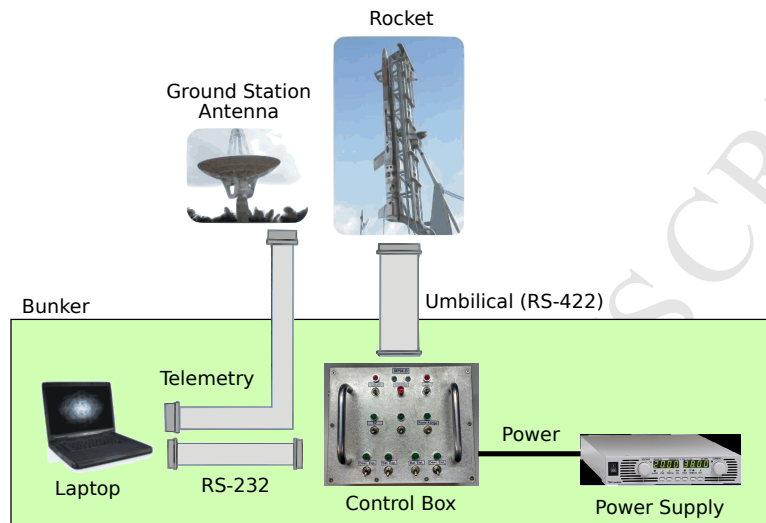 Rocket
Ground Station
Antenna
Umbilical (RS-422)
Bunker
Telemetry
Power
Laptop
RS-232
Control Box
Power Supply